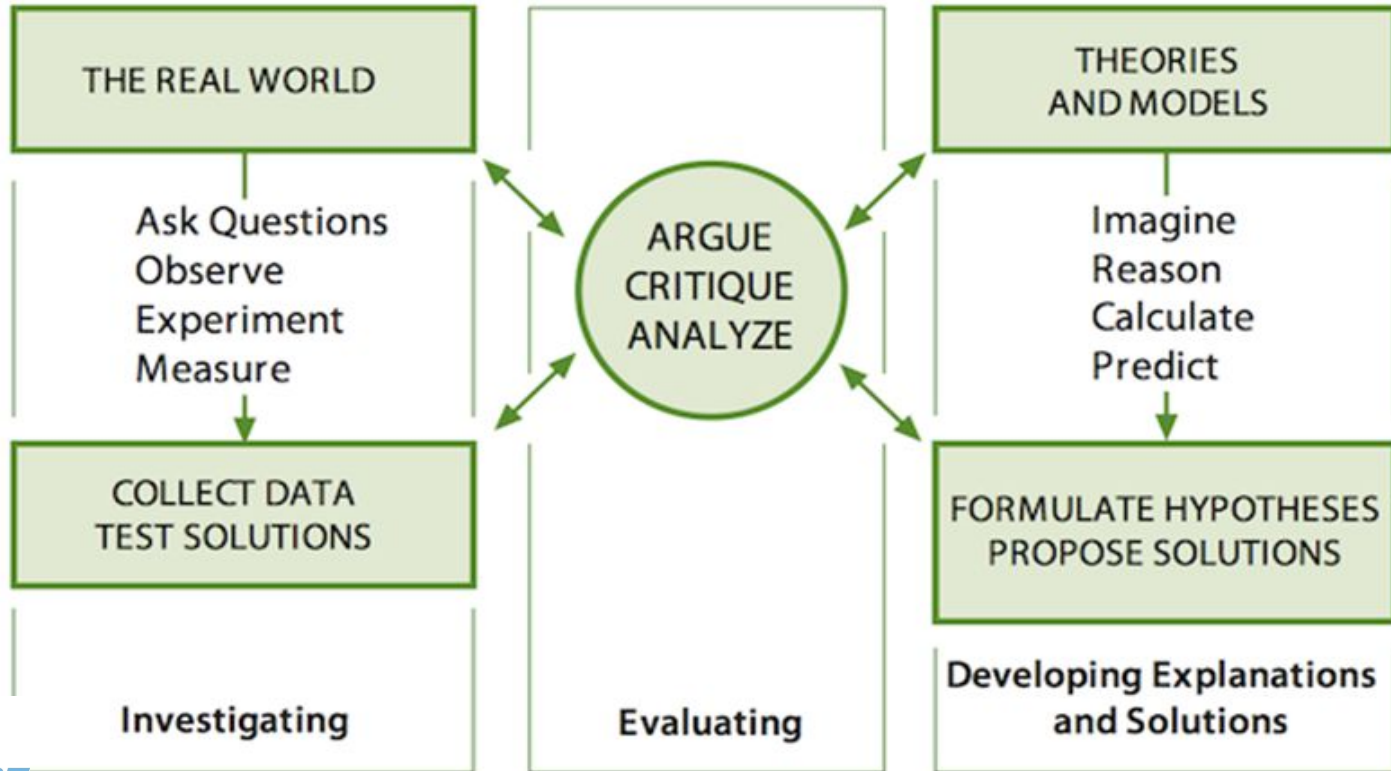 THE REAL WORLD
Ask Questions
Observe
Experiment
Measure
COLLECT DATA
TEST SOLUTIONS
Investigating
ARGUE
CRITIQUE
ANALYZE
Evaluating
THEORIES
AND MODELS
Imagine
Reason
Calculate
Predict
FORMULATE HYPOTHESES
PROPOSE SOLUTIONS
Developing Explanations
and Solutions